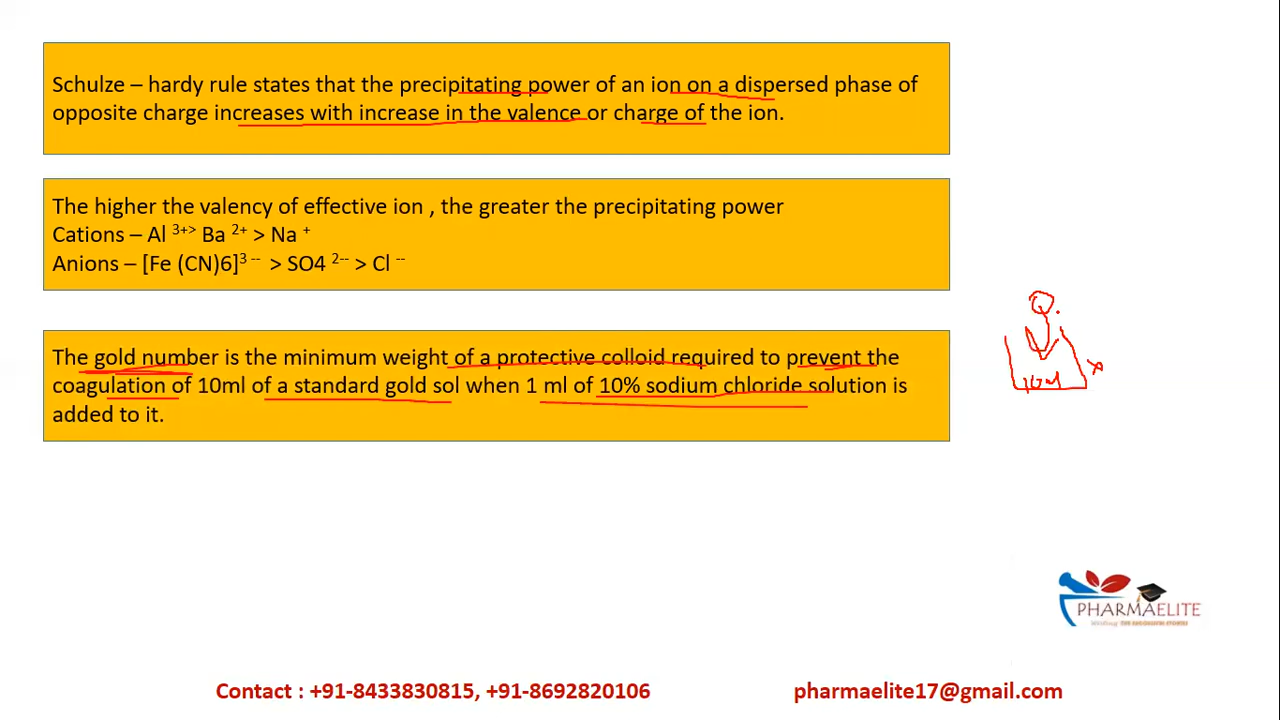 Schulze – hardy rule states that the precipitating power of an ion on a dispersed phase of
opposite charge increases with increase in the valence or charge of the ion.
The higher the valency of effective ion , the greater the precipitating power
Cations – Al ³⁺> Ba ²⁺ > Na ⁺
Anions – [Fe (CN)6]³ -- > SO4 ² -- > Cl --
The gold number is the minimum weight of a protective colloid required to prevent the
coagulation of 10ml of a standard gold sol when 1 ml of 10% sodium chloride solution is
added to it.
PHARMAELITE
Contact : +91-8433830815, +91-8692820106
pharmaelite17@gmail.com